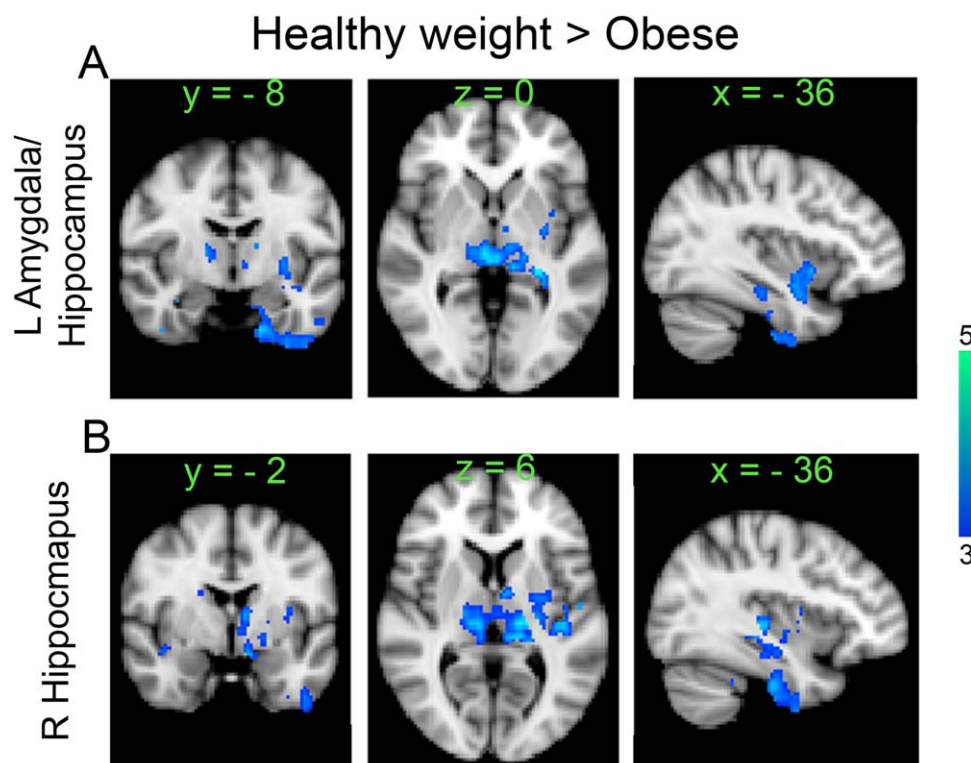 Healthy weight > Obese
A
L Amygdala/
Hippocampus
y = - 8
z = 0
x = - 36
5
3
B
R Hippocmapus
y = - 2
z = 6
x = - 36